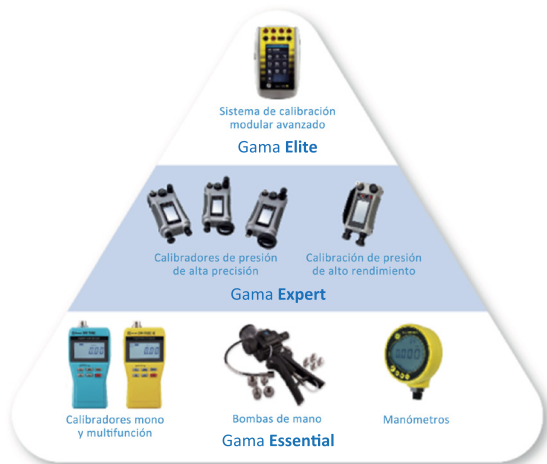 Sistema de calibración
modular avanzado
Gama Elite
Calibradores de presión
de alta precisión
Calibración de presión
de alto rendimiento
Gama Expert
Calibradores mono
y multifunción
Bombas de mano
Manómetros
Gama Essential